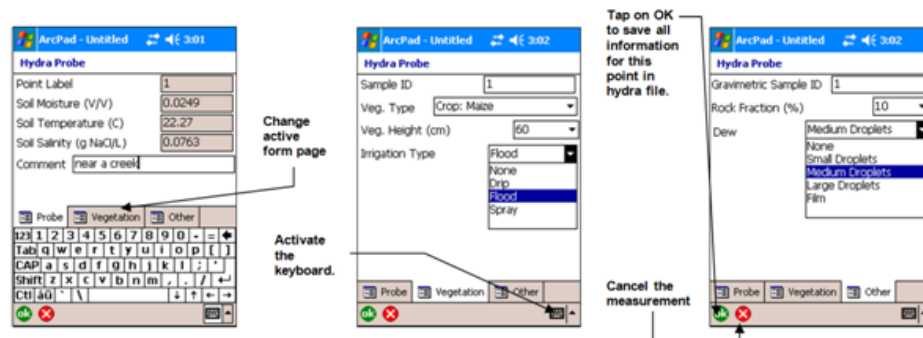 ArcPad - Untitled 3:01
Hydra Probe
Point Label 1
Soil Moisture (V/V) 0.0249
Soil Temperature (C) 22.27
Soil Salinity (g NaCl/L) 0.0763
Comment near a creek
Probe Vegetation Other
123 1 2 3 4 5 6 7 8 9 0 - =
Tab q w e r t y u i o p [ ]
CAP a s d f g h j k l ; '
Shift z x c v b n m , . /
Ctl áü ` \
ok
Change
active
form page
Activate
the
keyboard.
ArcPad - Untitled 3:02
Hydra Probe
Sample ID 1
Veg. Type Crop: Maize
Veg. Height (cm) 60
Irrigation Type Flood
None
Drip
Flood
Spray
Probe Vegetation Other
ok
Tap on OK
to save all
information
for this
point in
hydra file.
Cancel the
measurement
ArcPad - Untitled 3:02
Hydra Probe
Gravimetric Sample ID 1
Rock Fraction (%) 10
Dew Medium Droplets
None
Small Droplets
Medium Droplets
Large Droplets
Film
Probe Vegetation Other
ok